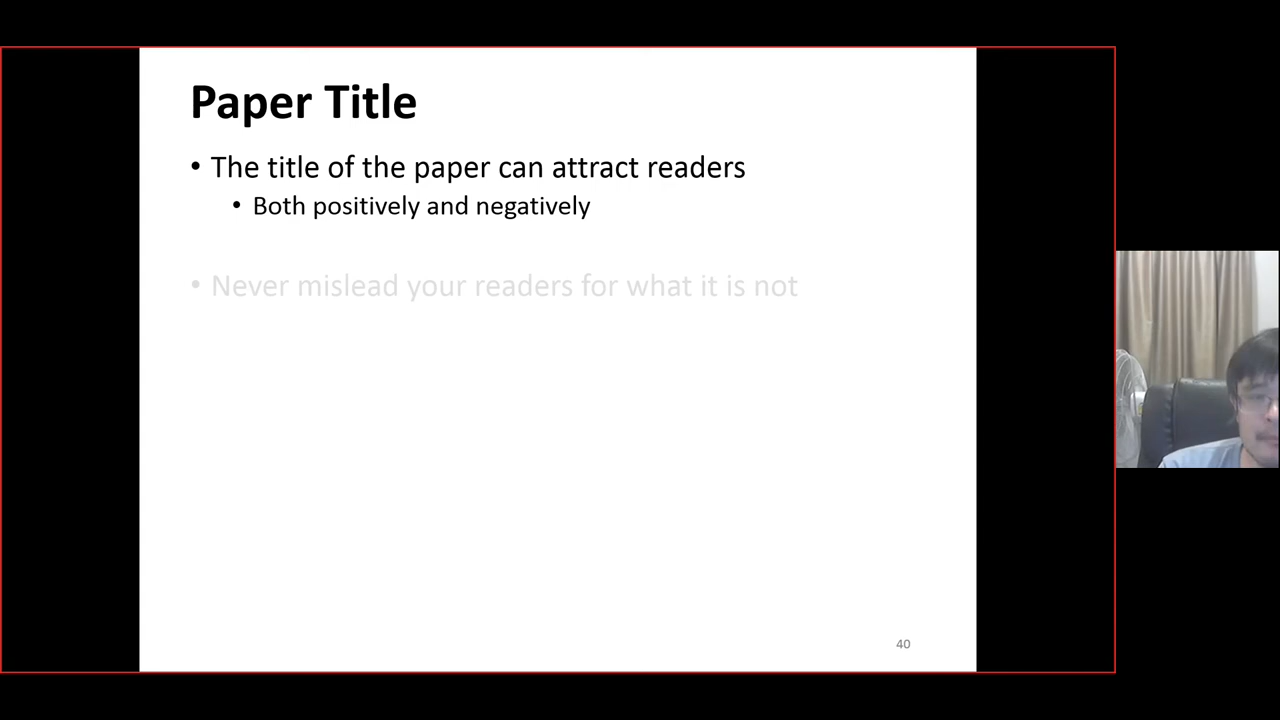 Paper Title
• The title of the paper can attract readers
• Both positively and negatively
• Never mislead your readers for what it is not
40